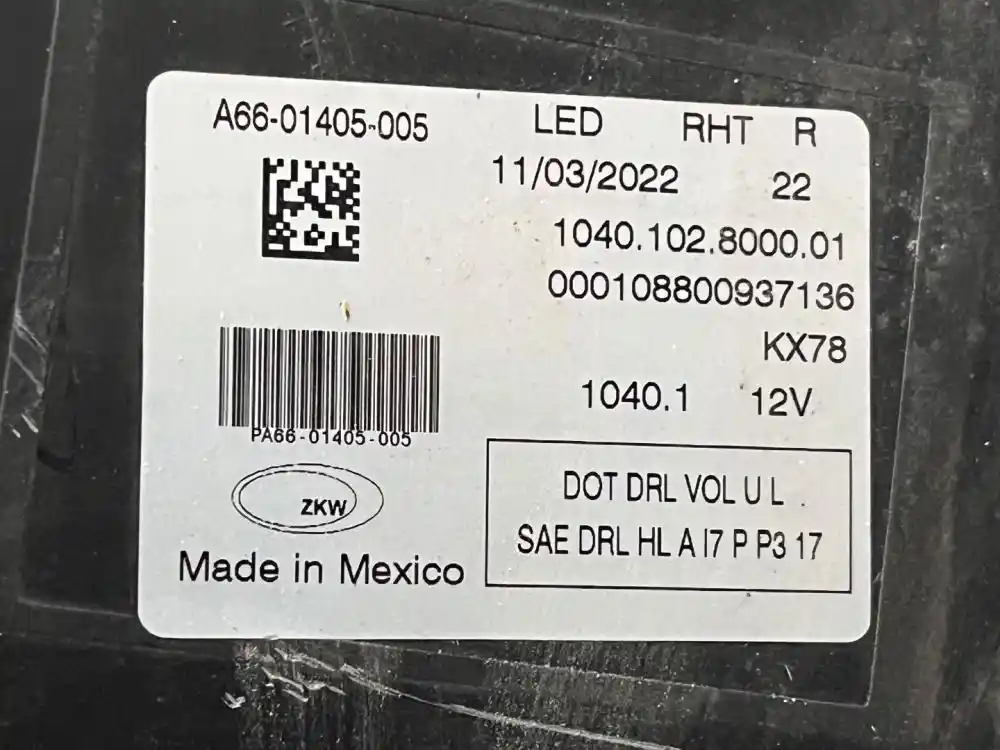 A66-01405-005
LED RHT R
11/03/2022 22
1040.102.8000.01
000108800937136
KX78
1040.1 12V
PA66-01405-005
ZKW
Made in Mexico
DOT DRL VOL U L
SAE DRL HL A I7 P P3 17